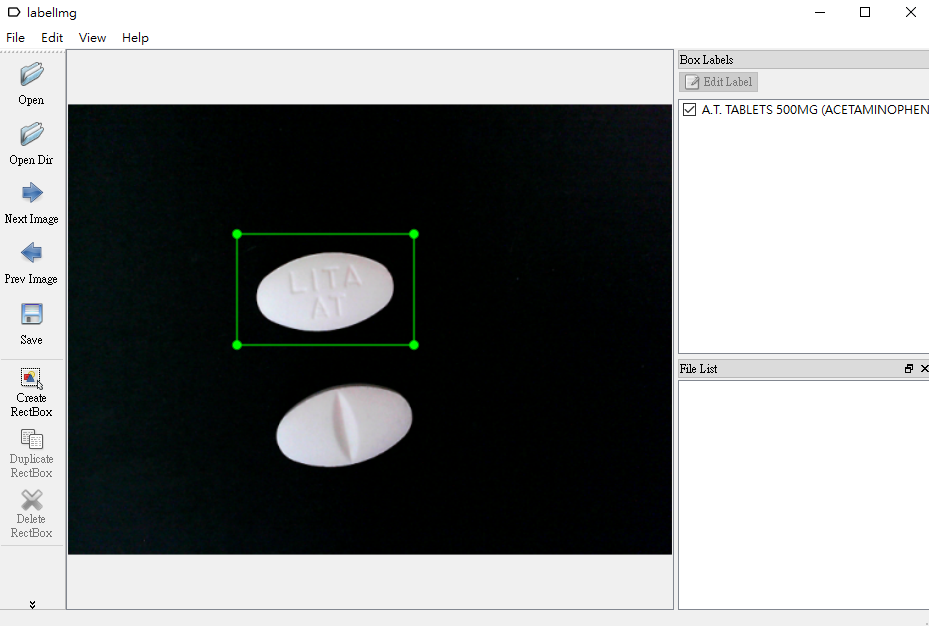 labelImg
File Edit View Help
Open
Open Dir
Next Image
Prev Image
Save
Create
RectBox
Duplicate
RectBox
Delete
RectBox
LITA
AT
Box Labels
Edit Label
A.T. TABLETS 500MG (ACETAMINOPHEN
File List